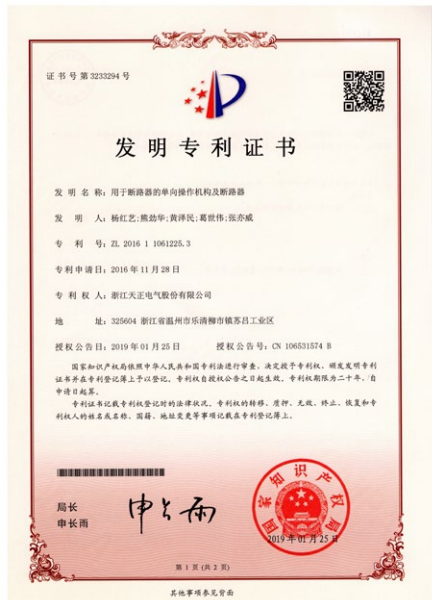 证书号第3233294号
发明专利证书
发明名称：用于断路器的单向操作机构及断路器
发明人：杨红艺;熊劲华;黄泽民;葛世伟;张亦威
专利号：ZL 2016 1 1061225.3
专利申请日：2016年11月28日
专利权人：浙江天正电气股份有限公司
地址：325604 浙江省温州市乐清柳市镇苏吕工业区
授权公告日：2019年01月25日 授权公告号：CN 106531574 B
国家知识产权局依照中华人民共和国专利法进行审查，决定授予专利权，颁发发明专利
证书并在专利登记簿上予以登记。专利权自授权公告之日起生效。专利权期限为二十年，自
申请日起算。
专利证书记载专利权登记时的法律状况。专利权的转移、质押、无效、终止、恢复和专
利权人的姓名或名称、国籍、地址变更等事项记载在专利登记簿上。
局长
申长雨
申长雨
国家知识产权局
2019年01月25日
第1页(共2页)
其他事项参见背面